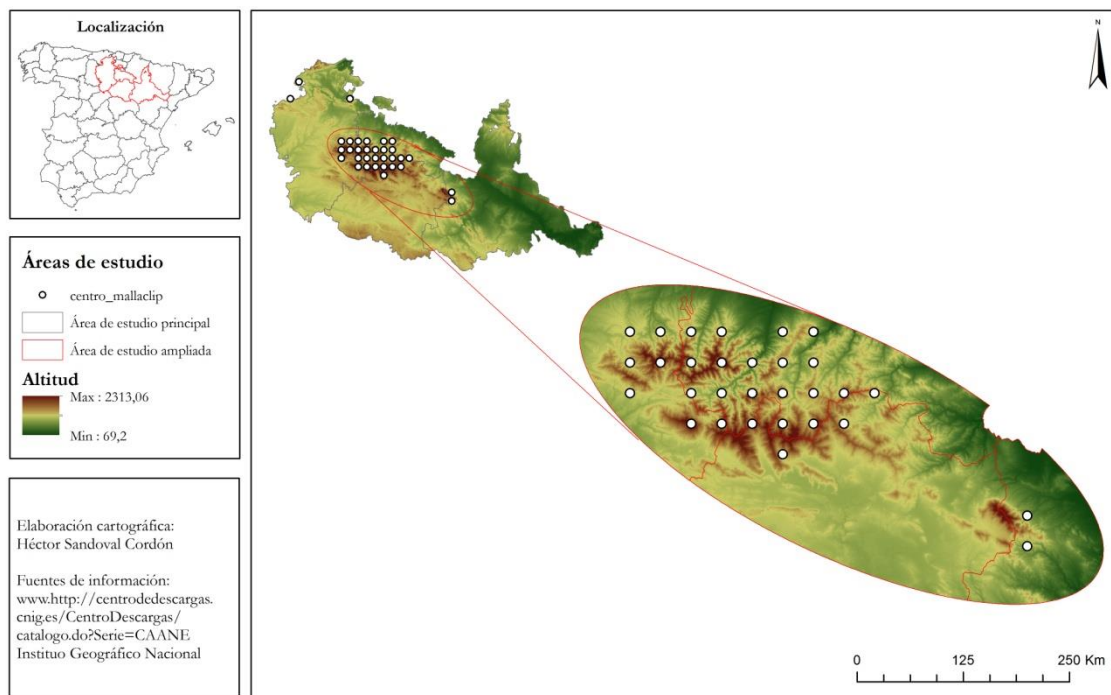 Localización
Áreas de estudio
centro_mallaclip
Área de estudio principal
Área de estudio ampliada
Altitud
Max : 2313,06
Min : 69,2
Elaboración cartográfica:
Héctor Sandoval Cordón
Fuentes de información:
www.http://centrodedescargas.
cnig.es/CentroDescargas/
catalogo.do?Serie=CAANE
Instituo Geográfico Nacional
N
0 125 250 Km